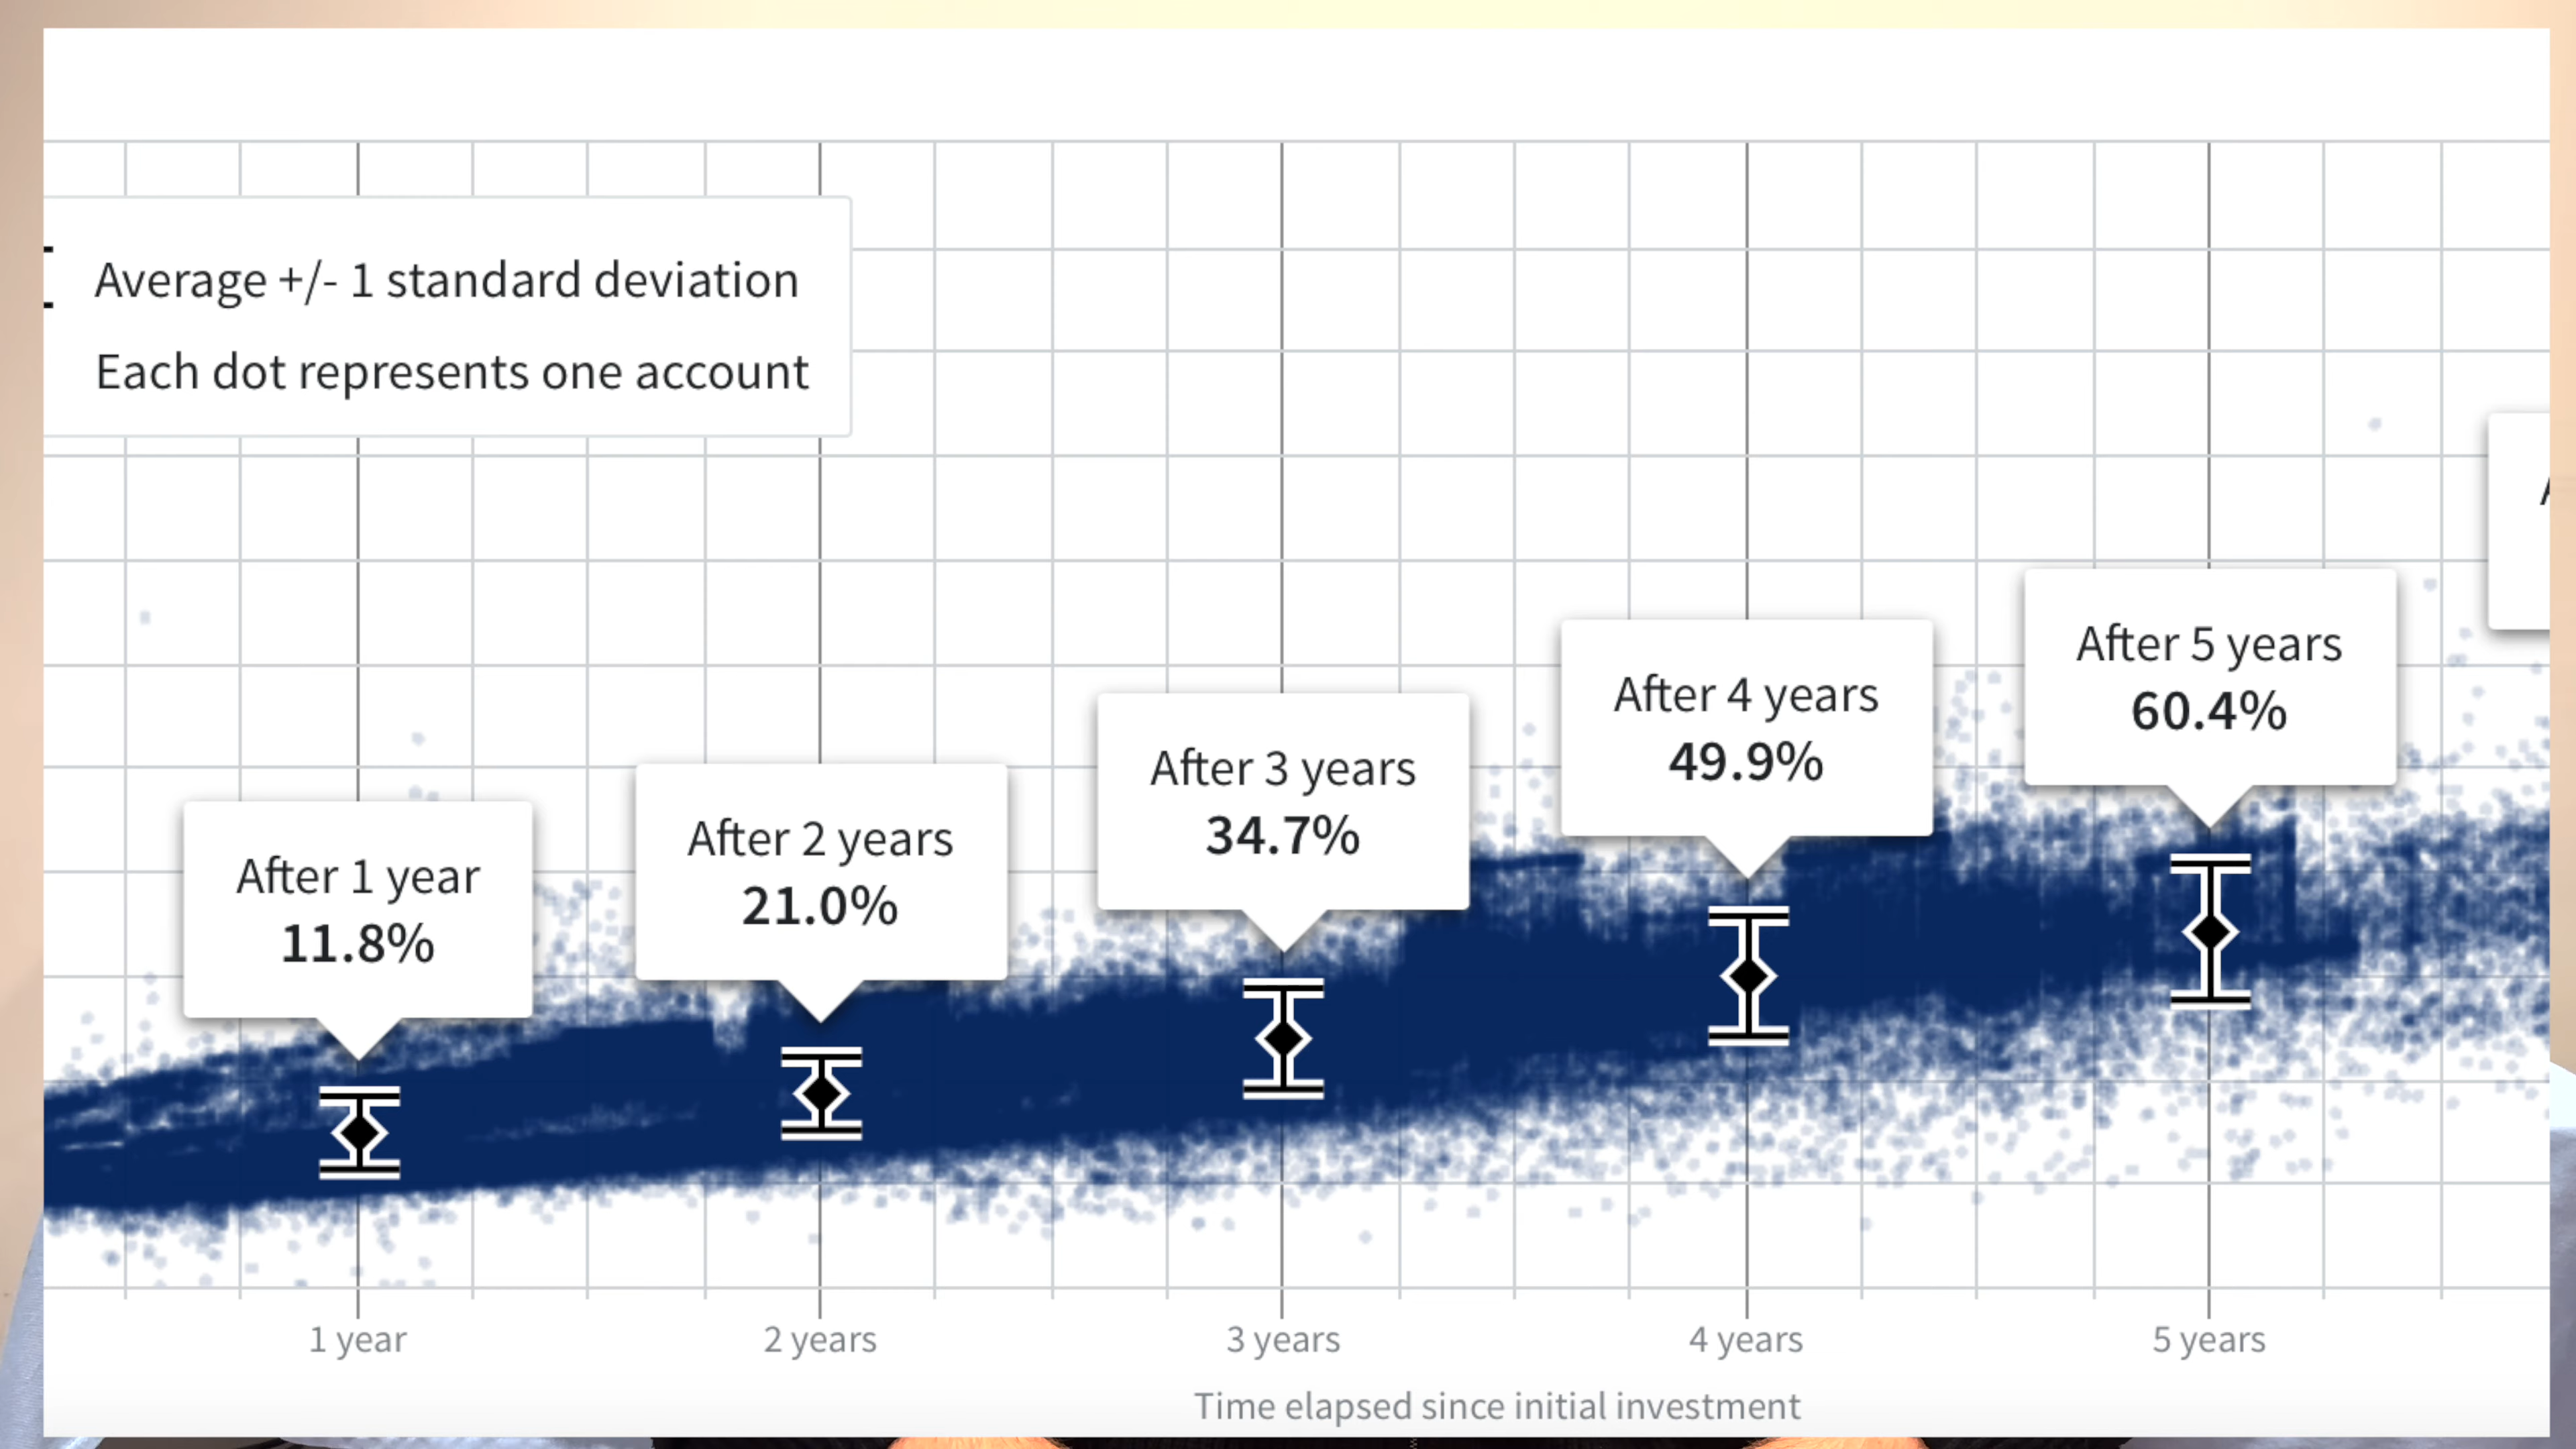 Average +/- 1 standard deviation
Each dot represents one account
After 5 years
60.4%
After 4 years
49.9%
After 3 years
34.7%
After 2 years
21.0%
After 1 year
11.8%
1 year
2 years
3 years
4 years
5 years
Time elapsed since initial investment